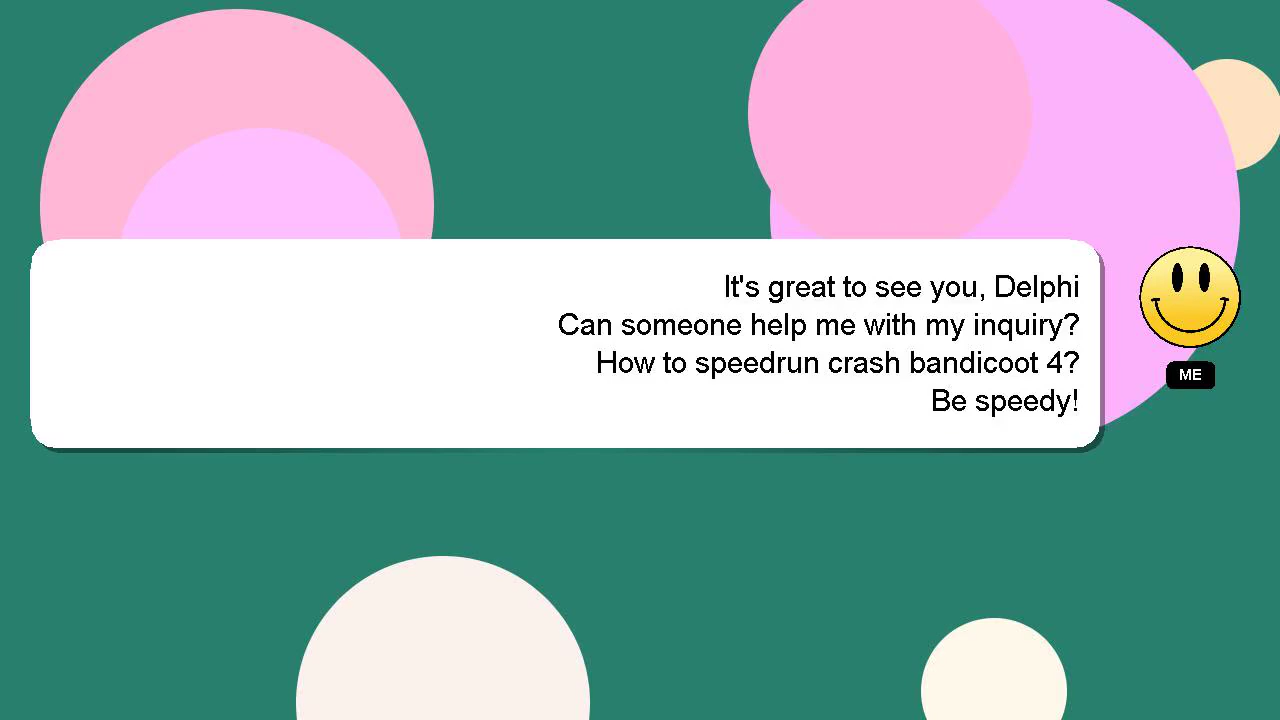 It's great to see you, Delphi
Can someone help me with my inquiry?
How to speedrun crash bandicoot 4?
Be speedy!
ME